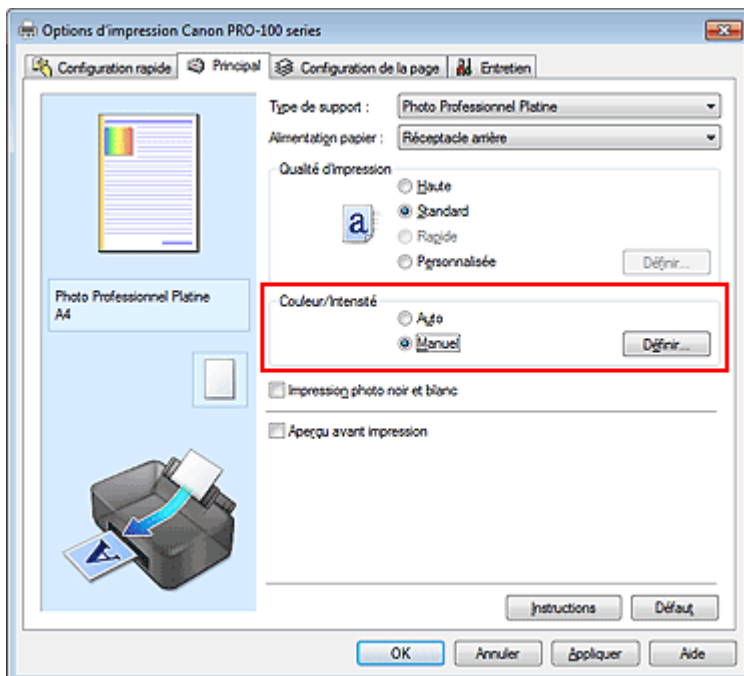 Options d'impression Canon PRO-100 series
Configuration rapide Principal Configuration de la page Entretien
Type de support : Photo Professionnel Platine
Alimentation papier : Réceptacle arrière
Qualité d'impression
Haute
a Standard
Rapide
Personnalisée Définir...
Photo Professionnel Platine
A4
Couleur/Intensité
Auto
Manuel Définir...
Impression photo noir et blanc
Aperçu avant impression
A
Instructions Défaut
OK Annuler Appliquer Aide